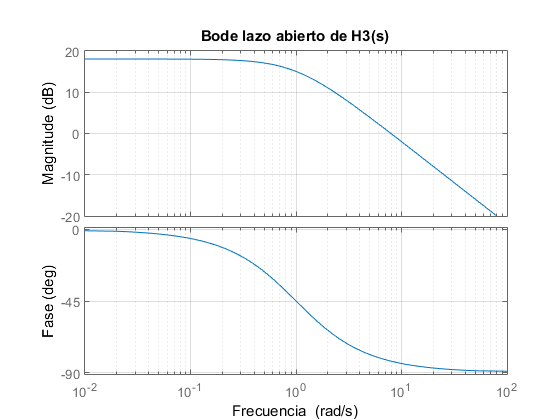 Bode lazo abierto de H3(s)
20
10
0
-10
-20
Magnitude (dB)
0
-45
-90
Fase (deg)
10^-2 10^-1 10^0 10^1 10^2
Frecuencia (rad/s)